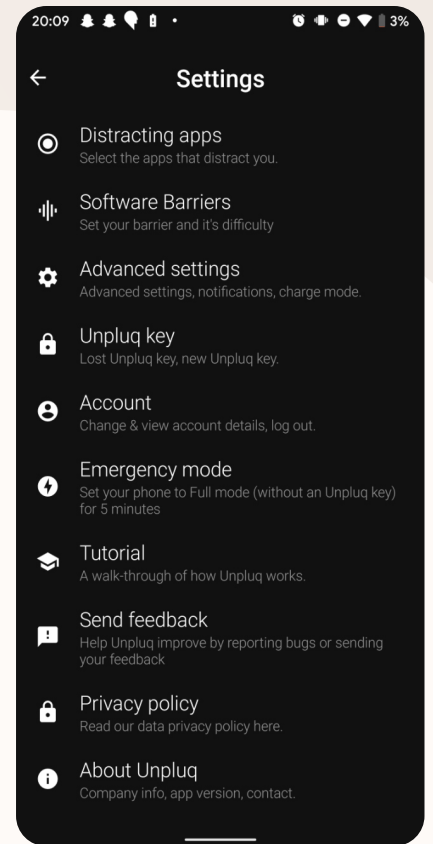 20:09
3%
Settings
Distracting apps
Select the apps that distract you.
Software Barriers
Set your barrier and it's difficulty
Advanced settings
Advanced settings, notifications, charge mode.
Unpluq key
Lost Unpluq key, new Unpluq key.
Account
Change & view account details, log out.
Emergency mode
Set your phone to Full mode (without an Unpluq key)
for 5 minutes
Tutorial
A walk-through of how Unpluq works.
Send feedback
Help Unpluq improve by reporting bugs or sending
your feedback
Privacy policy
Read our data privacy policy here.
About Unpluq
Company info, app version, contact.